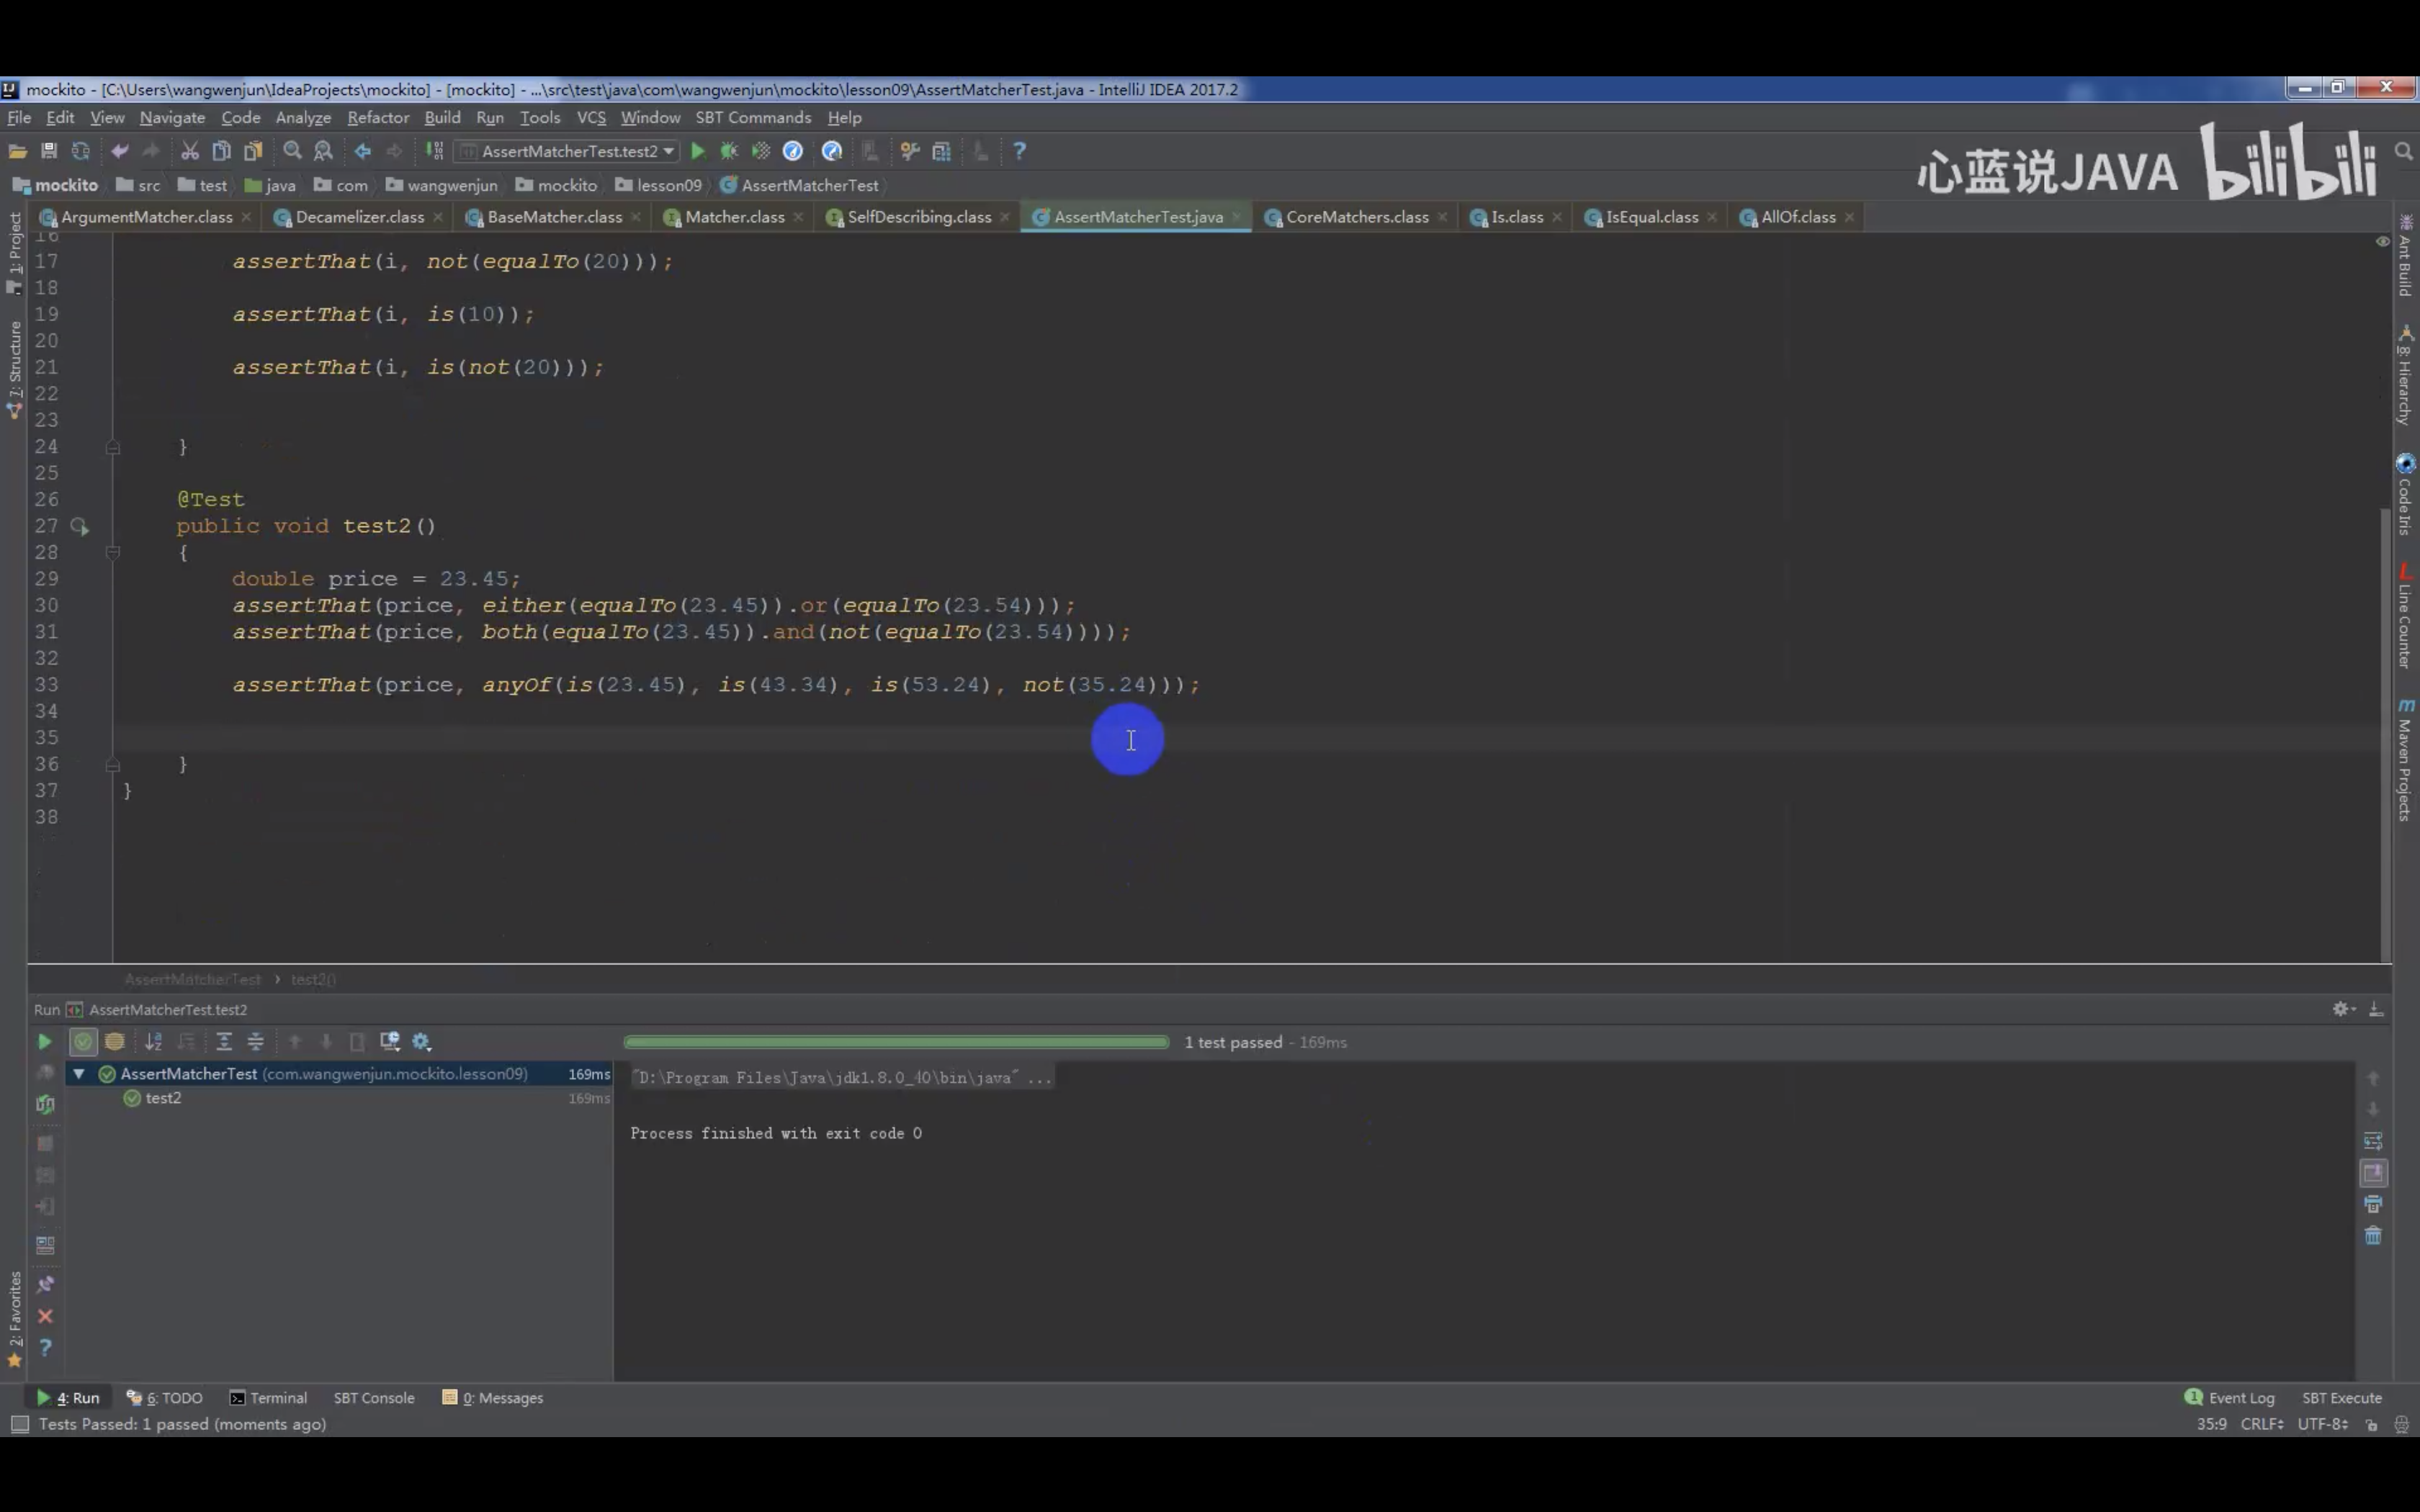 mockito - [C:\Users\wangwenjun\IdeaProjects\mockito] - [mockito] - ...\src\test\java\com\wangwenjun\mockito\lesson09\AssertMatcherTest.java - IntelliJ IDEA 2017.2
File Edit View Navigate Code Analyze Refactor Build Run Tools VCS Window SBT Commands Help
AssertMatcherTest.test2
心蓝说JAVA bilibili
mockito src test java com wangwenjun mockito lesson09 AssertMatcherTest
ArgumentMatcher.class Decamelizer.class BaseMatcher.class Matcher.class SelfDescribing.class AssertMatcherTest.java CoreMatchers.class Is.class IsEqual.class AllOf.class
1: Project
7: Structure
2: Favorites
Ant Build
8: Hierarchy
Code Iris
Line Counter
Maven Projects
16
17 assertThat(i, not(equalTo(20)));
18
19 assertThat(i, is(10));
20
21 assertThat(i, is(not(20)));
22
23
24 }
25
26 @Test
27 public void test2()
28 {
29 double price = 23.45;
30 assertThat(price, either(equalTo(23.45)).or(equalTo(23.54)));
31 assertThat(price, both(equalTo(23.45)).and(not(equalTo(23.54))));
32
33 assertThat(price, anyOf(is(23.45), is(43.34), is(53.24), not(35.24)));
34
35
36 }
37 }
38
AssertMatcherTest › test2()
Run AssertMatcherTest.test2
1 test passed - 169ms
AssertMatcherTest (com.wangwenjun.mockito.lesson09) 169ms
test2 169ms
"D:\Program Files\Java\jdk1.8.0_40\bin\java" ...
Process finished with exit code 0
4: Run 6: TODO Terminal SBT Console 0: Messages 1 Event Log SBT Execute
Tests Passed: 1 passed (moments ago) 35:9 CRLF UTF-8